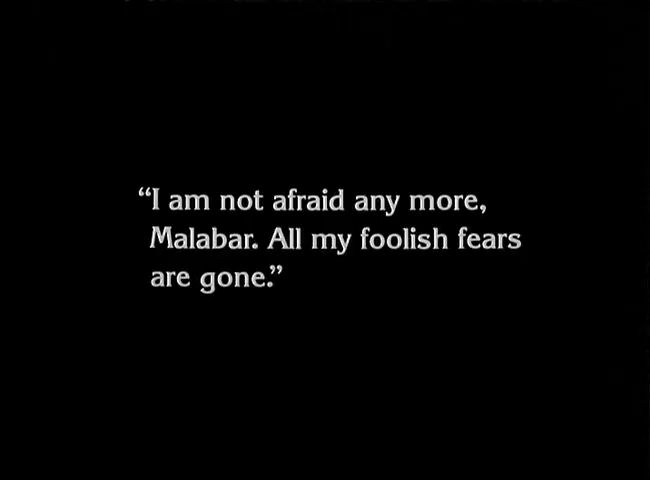 “I am not afraid any more,
Malabar. All my foolish fears
are gone.”